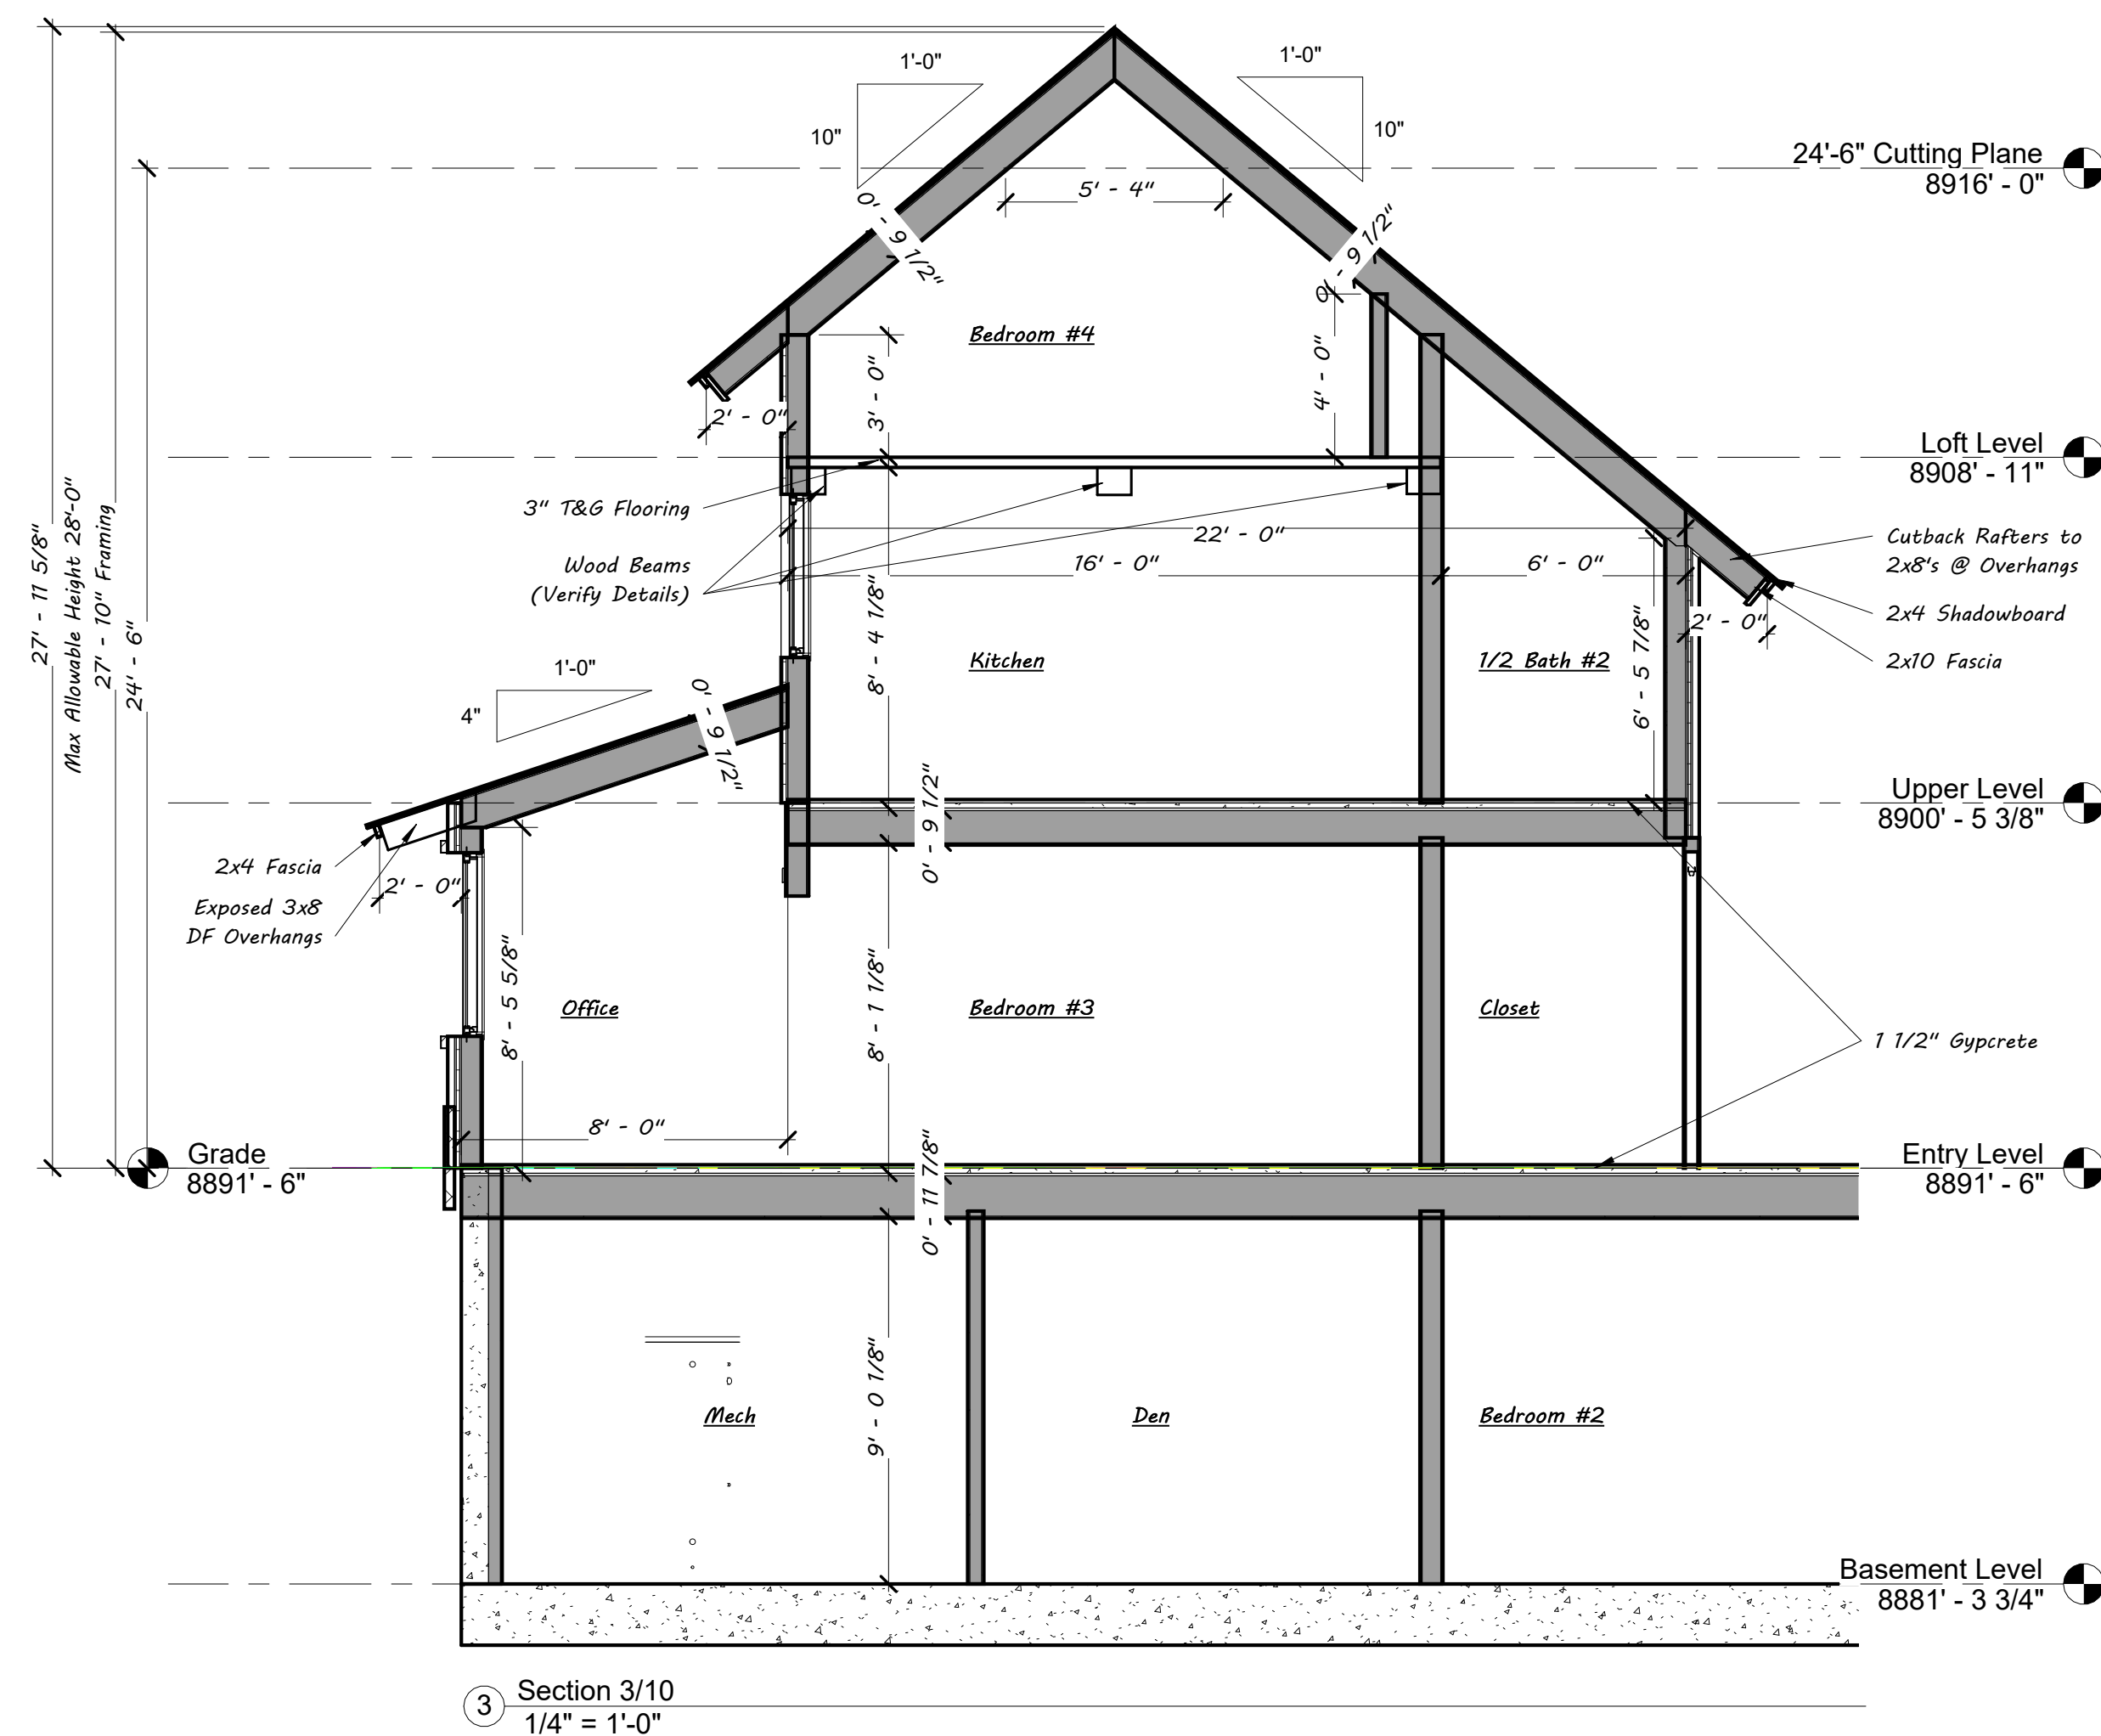 1'-0"
1'-0"
10"
10"
24'-6" Cutting Plane
8916' - 0"
5' - 4"
0' - 9 1/2"
0' - 9 1/2"
Bedroom #4
3' - 0"
4' - 0"
2' - 0"
Loft Level
8908' - 11"
27' - 11 5/8"
Max Allowable Height 28'-0"
27' - 10" Framing
24' - 6"
3" T&G Flooring
Wood Beams
(Verify Details)
22' - 0"
16' - 0"
6' - 0"
Cutback Rafters to
2x8's @ Overhangs
2x4 Shadowboard
2x10 Fascia
2' - 0"
8' - 4 1/8"
6' - 5 7/8"
Kitchen
1/2 Bath #2
1'-0"
4"
0' - 9 1/2"
Upper Level
8900' - 5 3/8"
0' - 9 1/2"
2x4 Fascia
2' - 0"
Exposed 3x8
DF Overhangs
8' - 5 5/8"
8' - 1 1/8"
Office
Bedroom #3
Closet
1 1/2" Gypcrete
8' - 0"
Grade
8891' - 6"
0' - 11 7/8"
Entry Level
8891' - 6"
9' - 0 1/8"
Mech
Den
Bedroom #2
Basement Level
8881' - 3 3/4"
3
Section 3/10
1/4" = 1'-0"